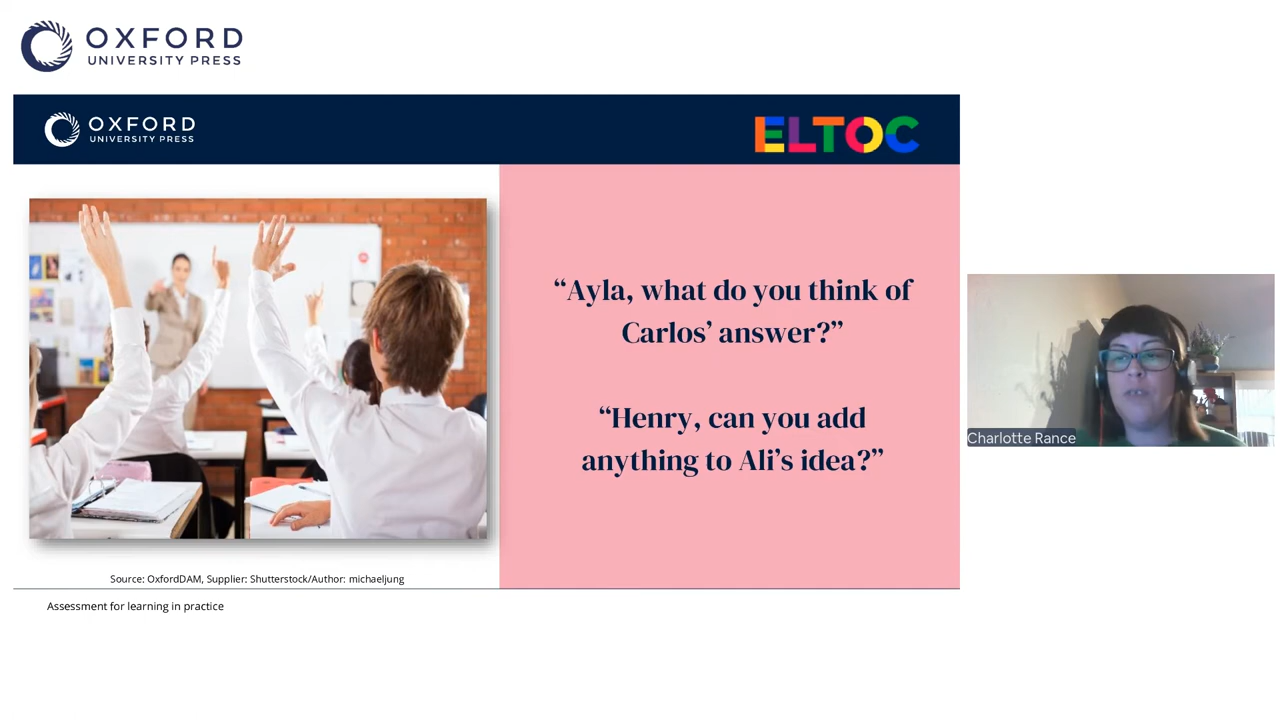 OXFORD
UNIVERSITY PRESS
OXFORD
UNIVERSITY PRESS
ELTOC
“Ayla, what do you think of
Carlos’ answer?”
“Henry, can you add
anything to Ali’s idea?”
Charlotte Rance
Source: OxfordDAM, Supplier: Shutterstock/Author: michaeljung
Assessment for learning in practice